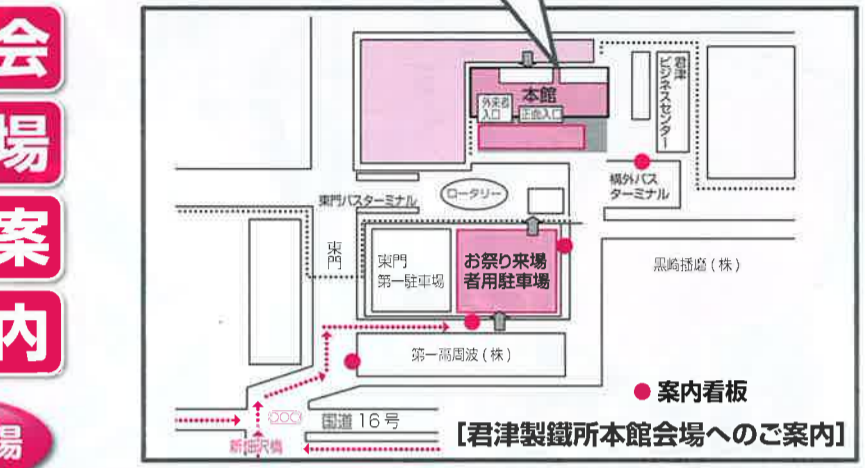 会
場
案
内
場
本館
外来者
入口
正面入口
君津
ビジネスセンター
構外バス
ターミナル
東門バスターミナル
ロータリー
東門
東門
第一駐車場
お祭り来場
者用駐車場
黒崎播磨(株)
第一高周波(株)
国道16号
新畑沢橋
● 案内看板
[君津製鐵所本館会場へのご案内]